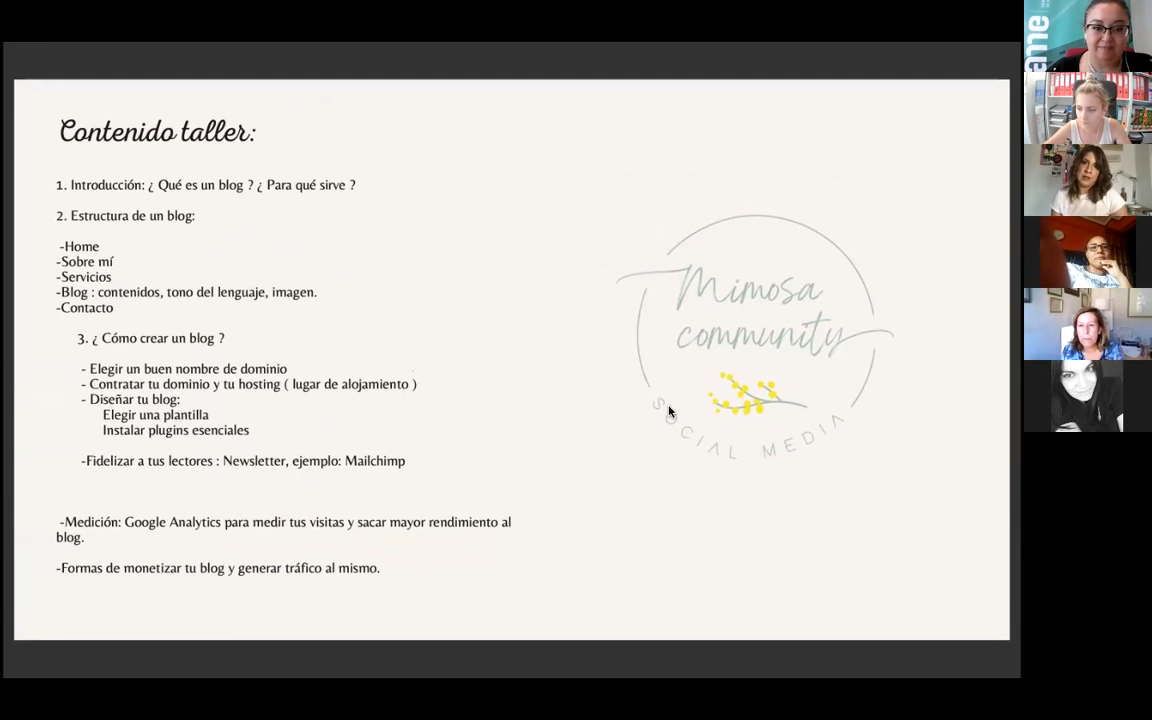 Contenido taller:
1. Introducción: ¿ Qué es un blog ? ¿ Para qué sirve ?
2. Estructura de un blog:
-Home
-Sobre mí
-Servicios
-Blog : contenidos, tono del lenguaje, imagen.
-Contacto
3. ¿ Cómo crear un blog ?
- Elegir un buen nombre de dominio
- Contratar tu dominio y tu hosting ( lugar de alojamiento )
- Diseñar tu blog:
Elegir una plantilla
Instalar plugins esenciales
-Fidelizar a tus lectores : Newsletter, ejemplo: Mailchimp
-Medición: Google Analytics para medir tus visitas y sacar mayor rendimiento al
blog.
-Formas de monetizar tu blog y generar tráfico al mismo.
Mimosa
community
SOCIAL MEDIA
ame